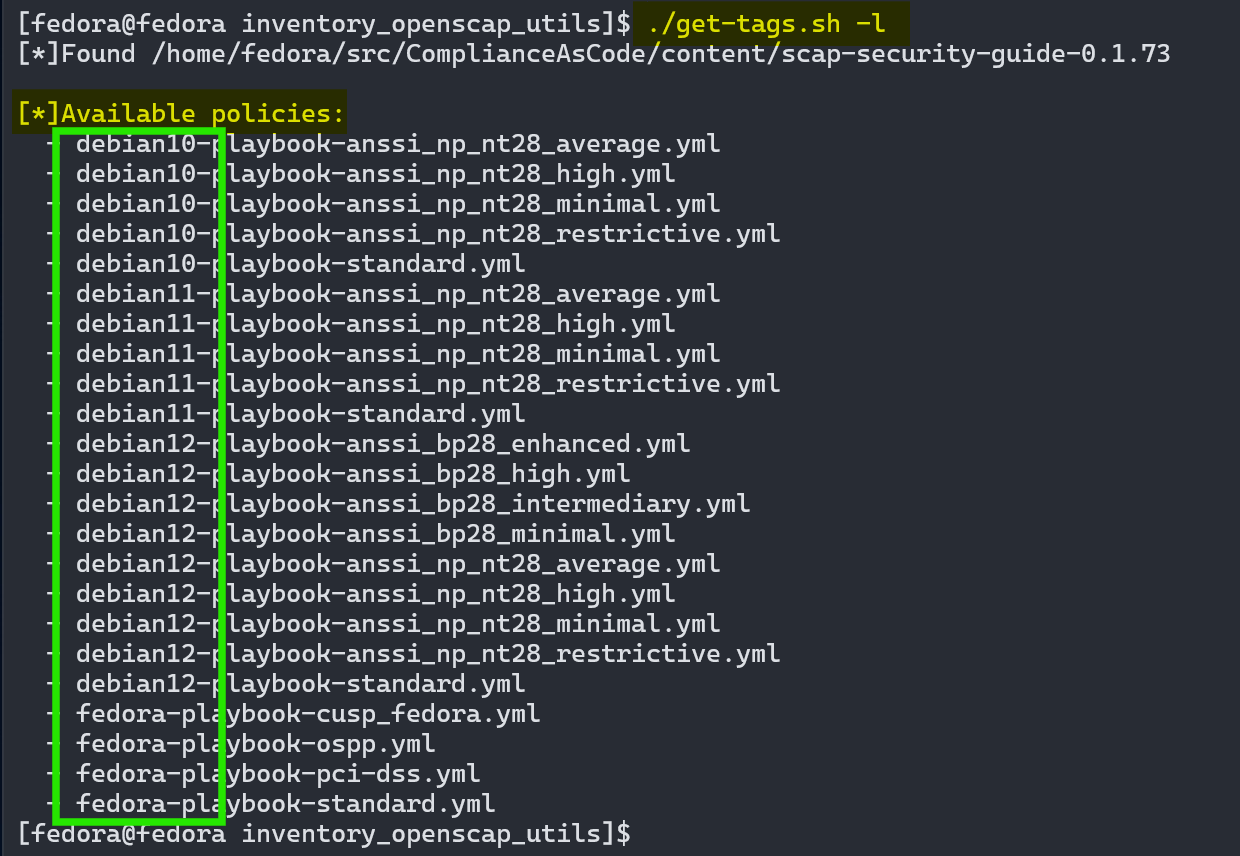 [fedora@fedora inventory_openscap_utils]$ ./get-tags.sh -l
[*]Found /home/fedora/src/ComplianceAsCode/content/scap-security-guide-0.1.73
[*]Available policies:
- debian10-playbook-anssi_np_nt28_average.yml
- debian10-playbook-anssi_np_nt28_high.yml
- debian10-playbook-anssi_np_nt28_minimal.yml
- debian10-playbook-anssi_np_nt28_restrictive.yml
- debian10-playbook-standard.yml
- debian11-playbook-anssi_np_nt28_average.yml
- debian11-playbook-anssi_np_nt28_high.yml
- debian11-playbook-anssi_np_nt28_minimal.yml
- debian11-playbook-anssi_np_nt28_restrictive.yml
- debian11-playbook-standard.yml
- debian12-playbook-anssi_bp28_enhanced.yml
- debian12-playbook-anssi_bp28_high.yml
- debian12-playbook-anssi_bp28_intermediary.yml
- debian12-playbook-anssi_bp28_minimal.yml
- debian12-playbook-anssi_np_nt28_average.yml
- debian12-playbook-anssi_np_nt28_high.yml
- debian12-playbook-anssi_np_nt28_minimal.yml
- debian12-playbook-anssi_np_nt28_restrictive.yml
- debian12-playbook-standard.yml
- fedora-playbook-cusp_fedora.yml
- fedora-playbook-ospp.yml
- fedora-playbook-pci-dss.yml
- fedora-playbook-standard.yml
[fedora@fedora inventory_openscap_utils]$